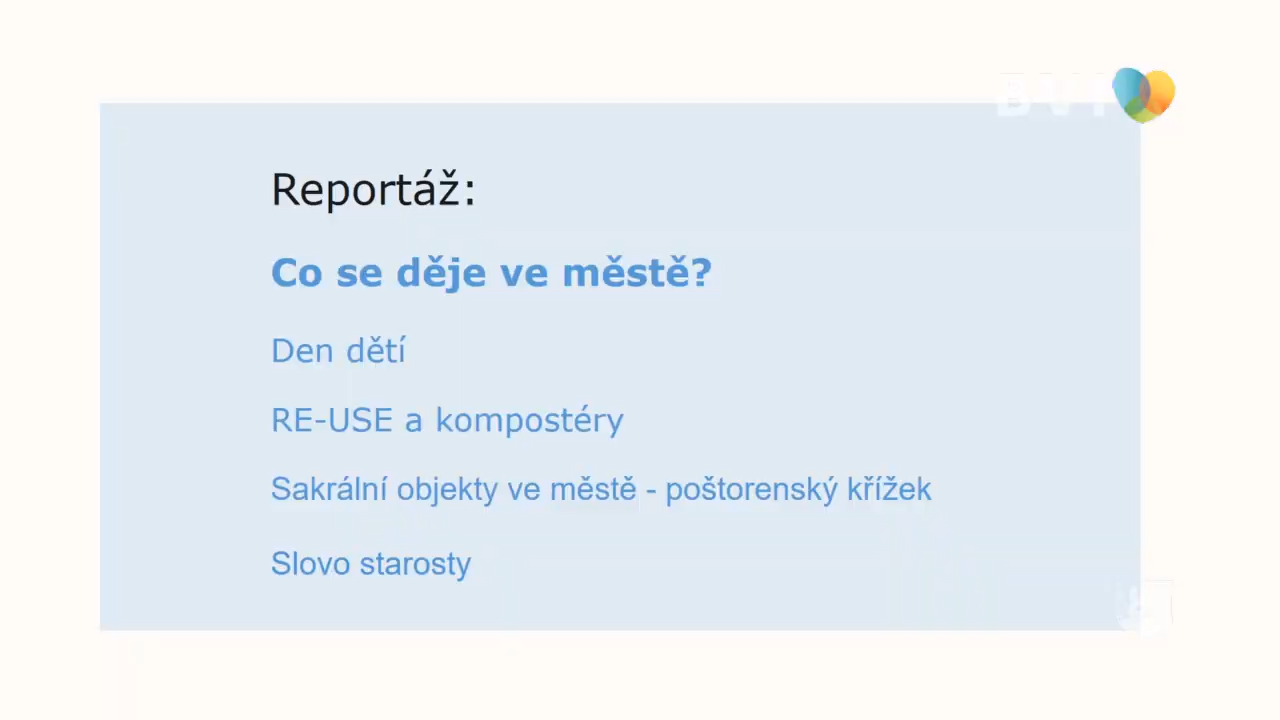 Reportáž:
Co se děje ve městě?
Den dětí
RE-USE a kompostéry
Sakrální objekty ve městě - poštorenský křížek
Slovo starosty